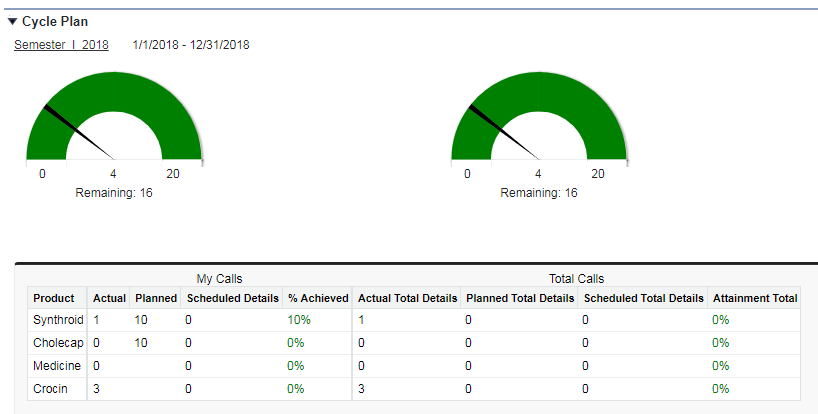 Cycle Plan
Semester_I_2018 1/1/2018 - 12/31/2018
0 4 20 0 4 20
Remaining: 16 Remaining: 16
My Calls Total Calls
Product Actual Planned Scheduled Details % Achieved Actual Total Details Planned Total Details Scheduled Total Details Attainment Total
Synthroid 1 10 0 10% 1 0 0 0%
Cholecap 0 10 0 0% 0 0 0 0%
Medicine 0 0 0% 0 0 0 0%
Crocin 3 0 0% 3 0 0 0%